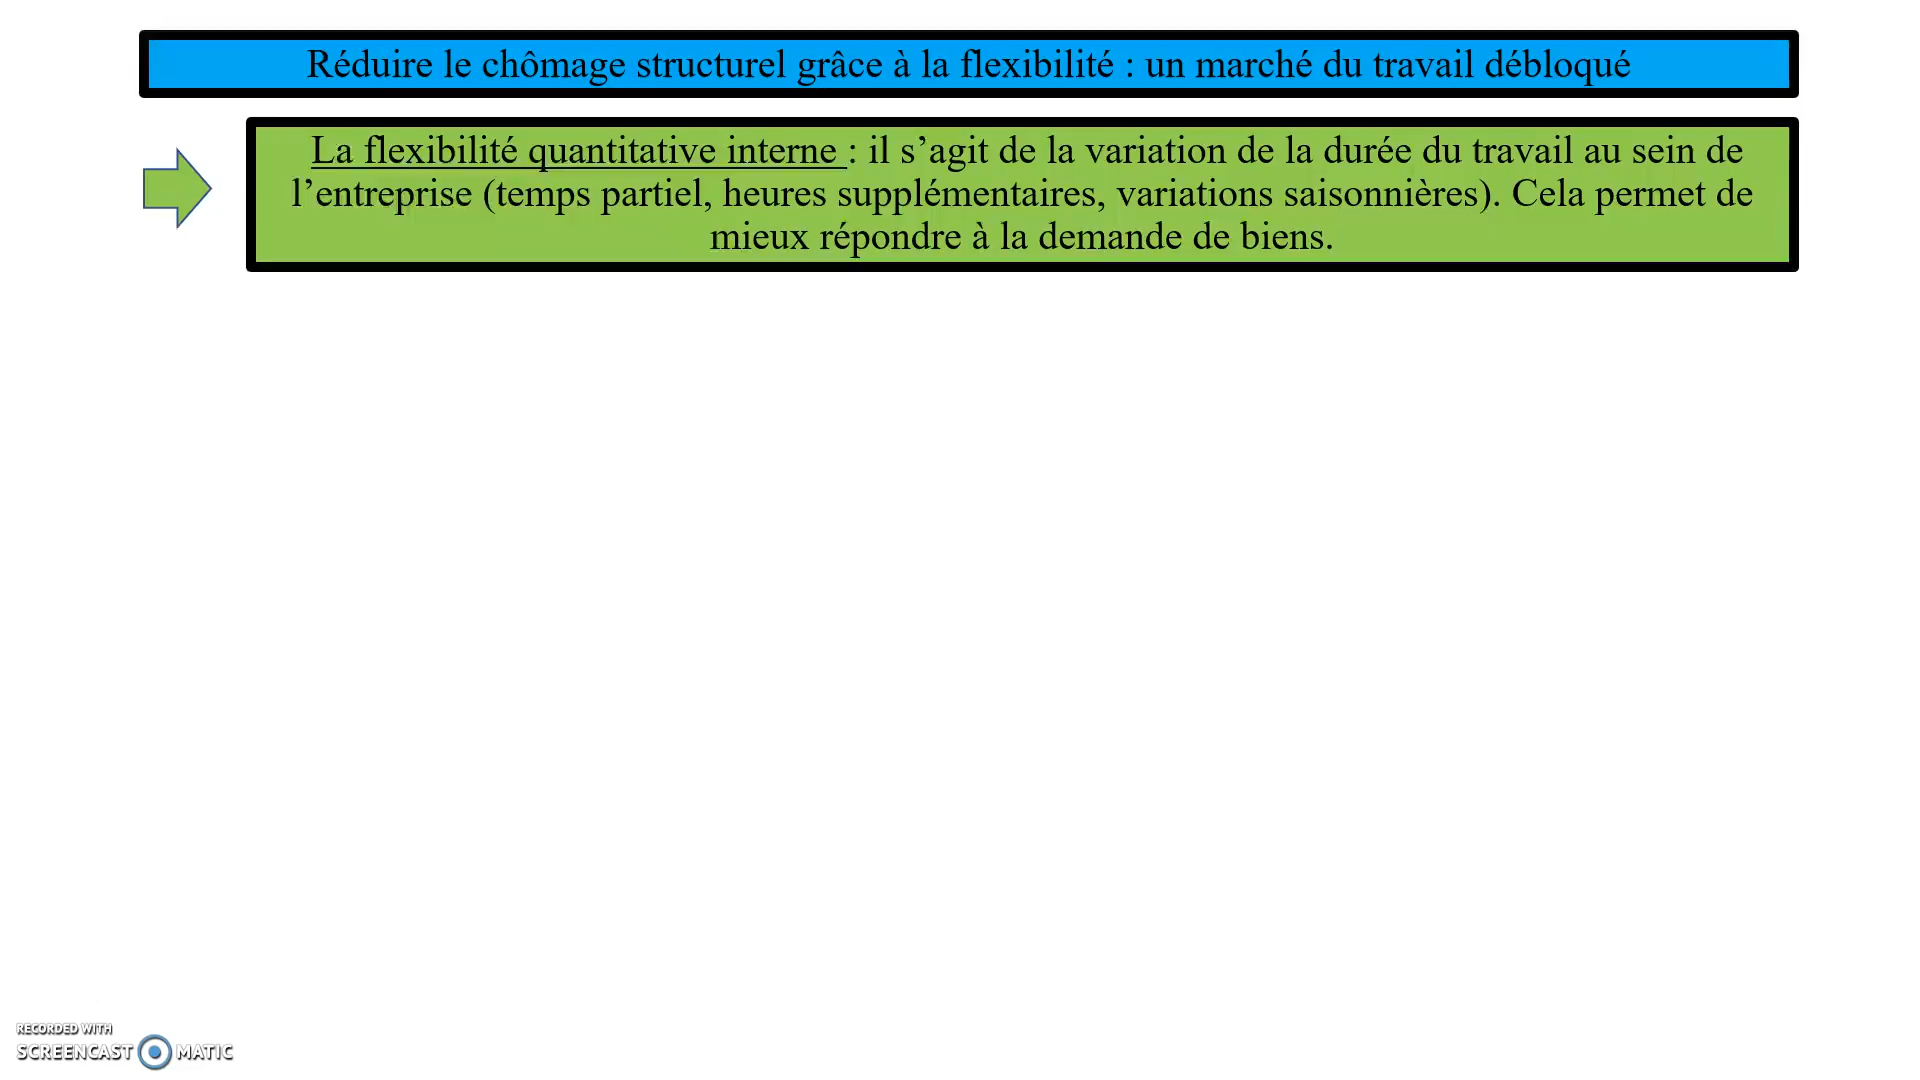 Réduire le chômage structurel grâce à la flexibilité : un marché du travail débloqué
La flexibilité quantitative interne : il s’agit de la variation de la durée du travail au sein de
l’entreprise (temps partiel, heures supplémentaires, variations saisonnières). Cela permet de
mieux répondre à la demande de biens.
RECORDED WITH
SCREENCAST MATIC